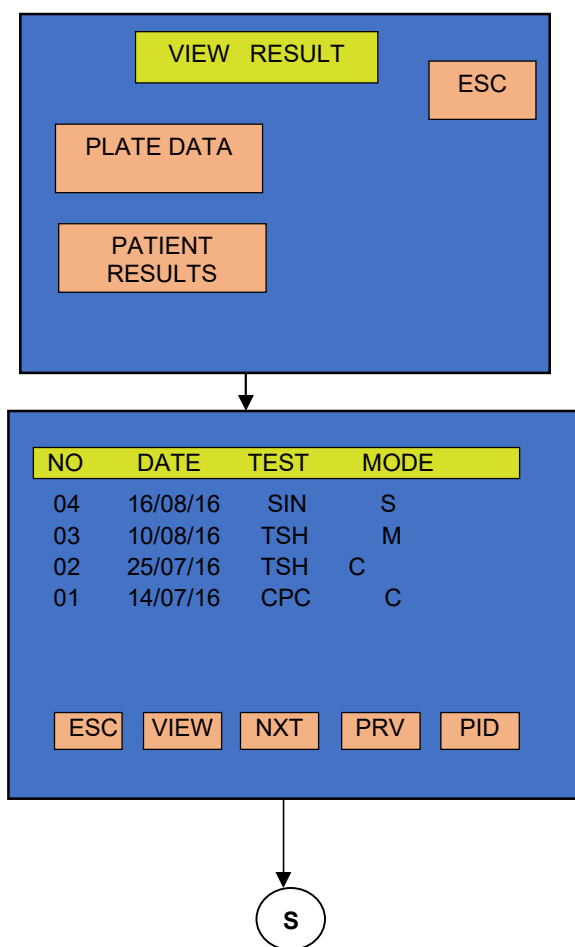 VIEW RESULT
ESC
PLATE DATA
PATIENT
RESULTS
NO DATE TEST MODE
04 16/08/16 SIN S
03 10/08/16 TSH M
02 25/07/16 TSH C
01 14/07/16 CPC C
ESC VIEW NXT PRV PID
S